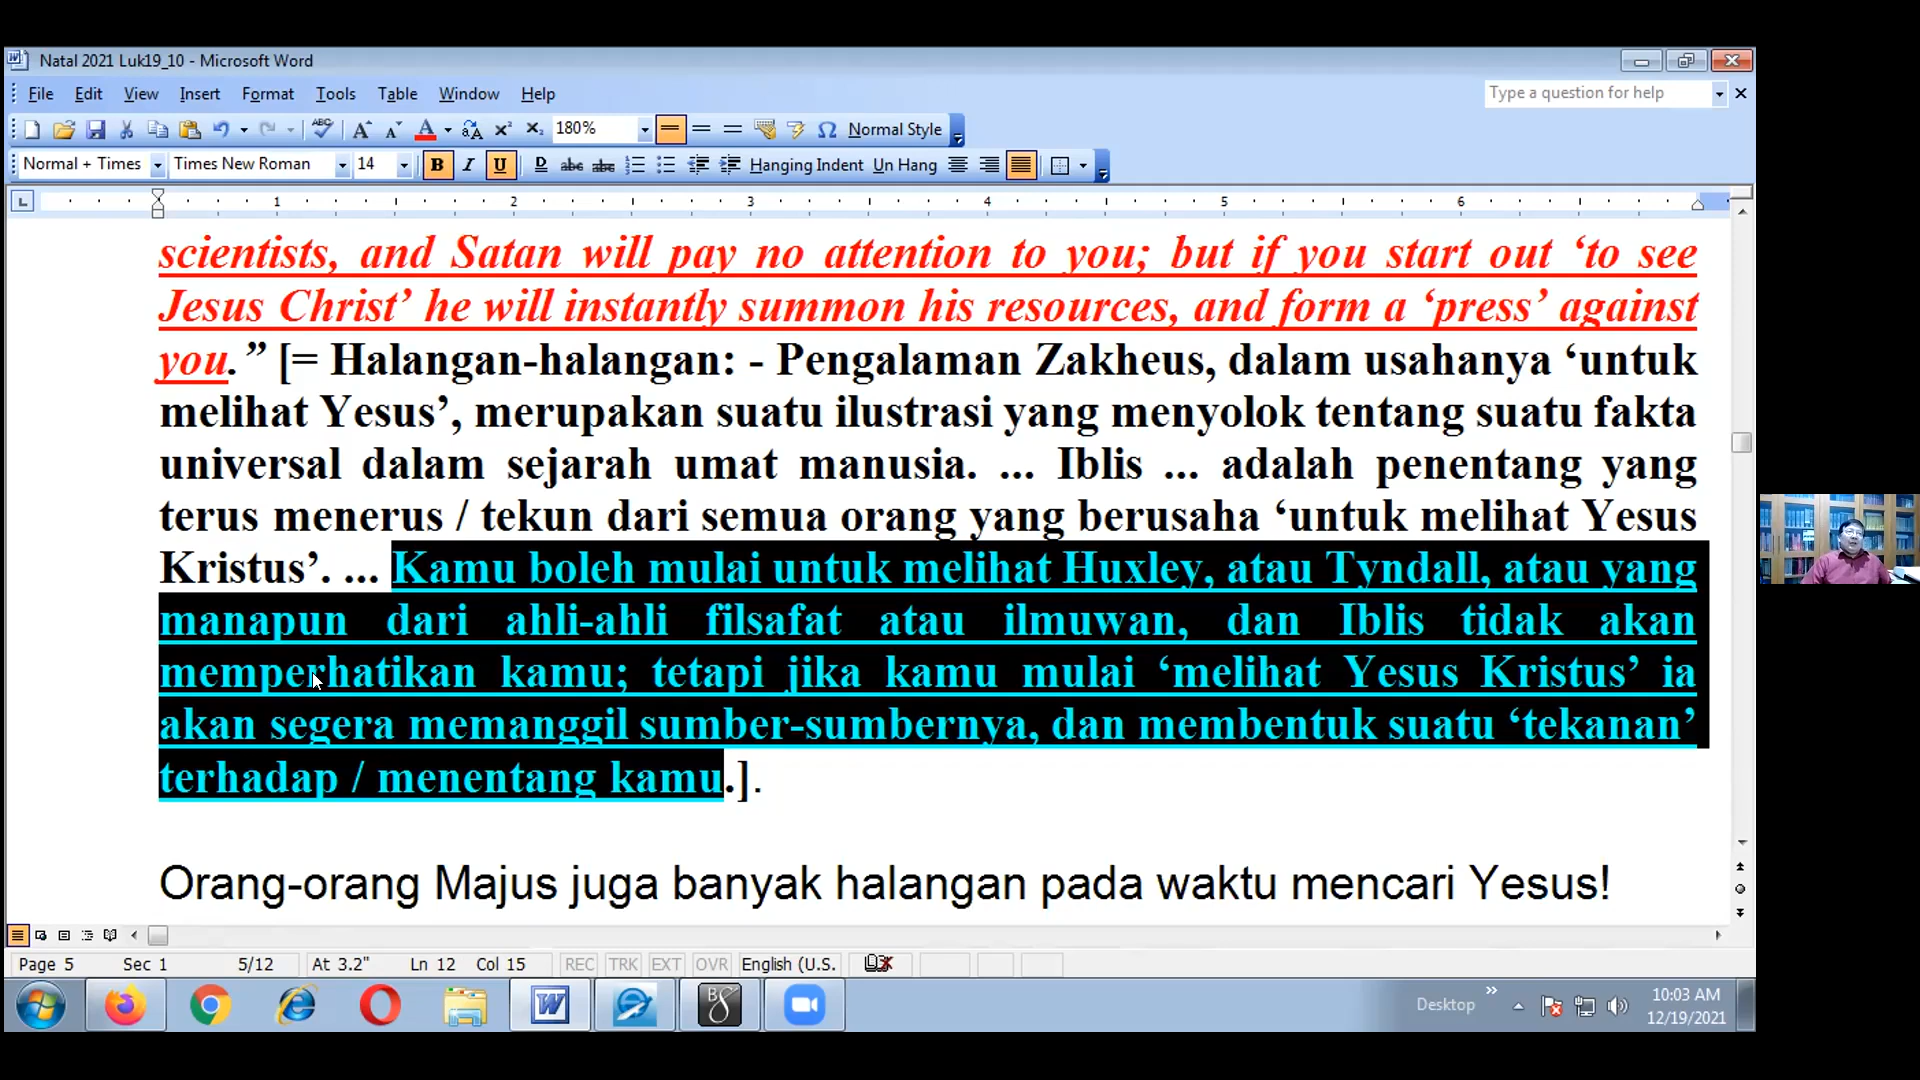 Natal 2021 Luk19_10 - Microsoft Word
File Edit View Insert Format Tools Table Window Help
Type a question for help
180% Normal Style
Normal + Times Times New Roman 14 B I U Hanging Indent Un Hang
1 2 3 4 5 6
scientists, and Satan will pay no attention to you; but if you start out ‘to see
Jesus Christ’ he will instantly summon his resources, and form a ‘press’ against
you.” [= Halangan-halangan: - Pengalaman Zakheus, dalam usahanya ‘untuk
melihat Yesus’, merupakan suatu ilustrasi yang menyolok tentang suatu fakta
universal dalam sejarah umat manusia. ... Iblis ... adalah penentang yang
terus menerus / tekun dari semua orang yang berusaha ‘untuk melihat Yesus
Kristus’. ... Kamu boleh mulai untuk melihat Huxley, atau Tyndall, atau yang
manapun dari ahli-ahli filsafat atau ilmuwan, dan Iblis tidak akan
memperhatikan kamu; tetapi jika kamu mulai ‘melihat Yesus Kristus’ ia
akan segera memanggil sumber-sumbernya, dan membentuk suatu ‘tekanan’
terhadap / menentang kamu.].
Orang-orang Majus juga banyak halangan pada waktu mencari Yesus!
Page 5 Sec 1 5/12 At 3.2" Ln 12 Col 15 REC TRK EXT OVR English (U.S.
Desktop
10:03 AM
12/19/2021